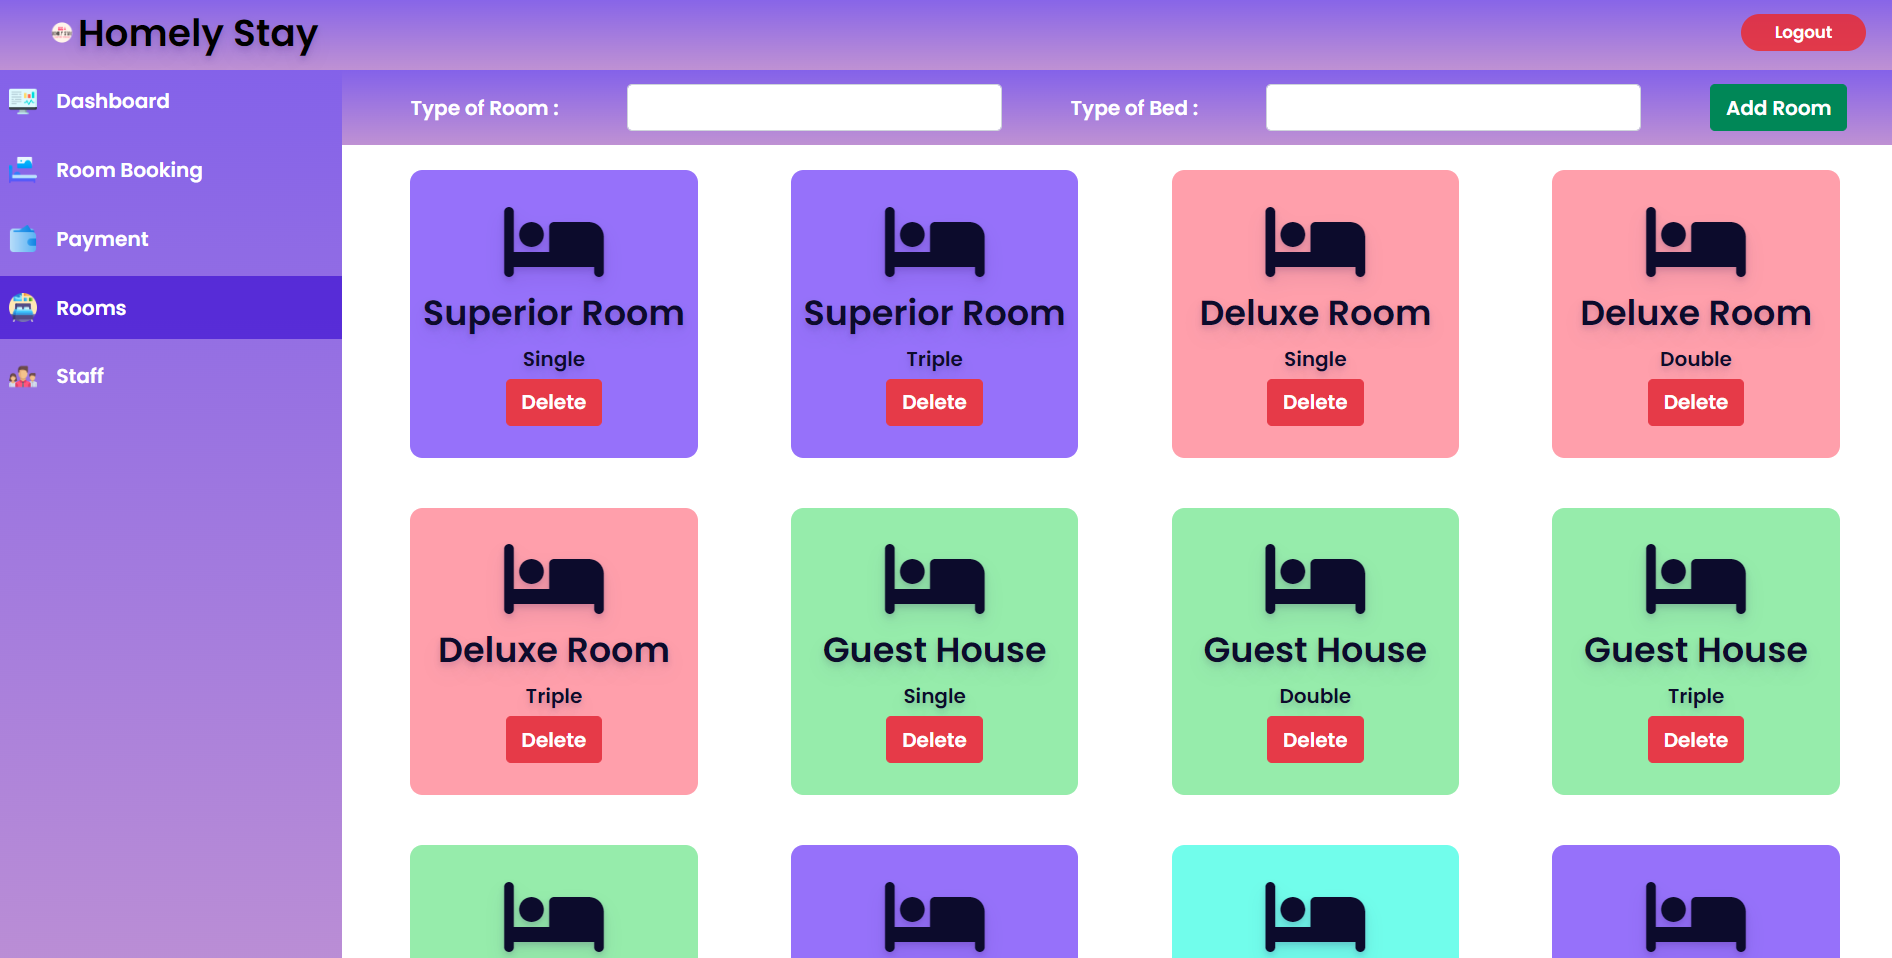 Homely Stay
Logout
Dashboard
Room Booking
Payment
Rooms
Staff
Type of Room :
Type of Bed :
Add Room
Superior Room
Single
Delete
Superior Room
Triple
Delete
Deluxe Room
Single
Delete
Deluxe Room
Double
Delete
Deluxe Room
Triple
Delete
Guest House
Single
Delete
Guest House
Double
Delete
Guest House
Triple
Delete